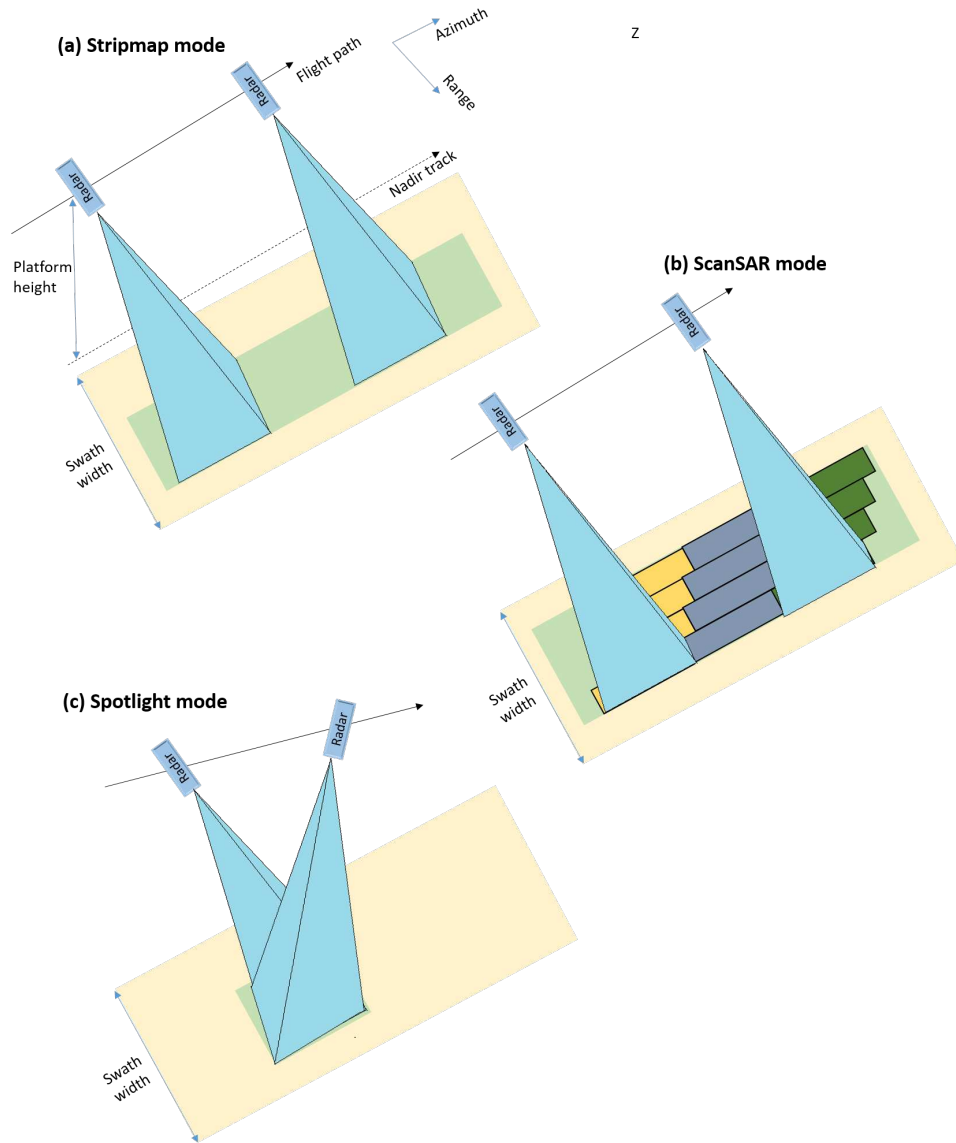 (a) Stripmap mode
Azimuth
Z
Flight path
Range
Radar
Radar
Nadir track
Platform
height
Swath
width
(b) ScanSAR mode
Radar
Radar
Swath
width
(c) Spotlight mode
Radar
Radar
Swath
width